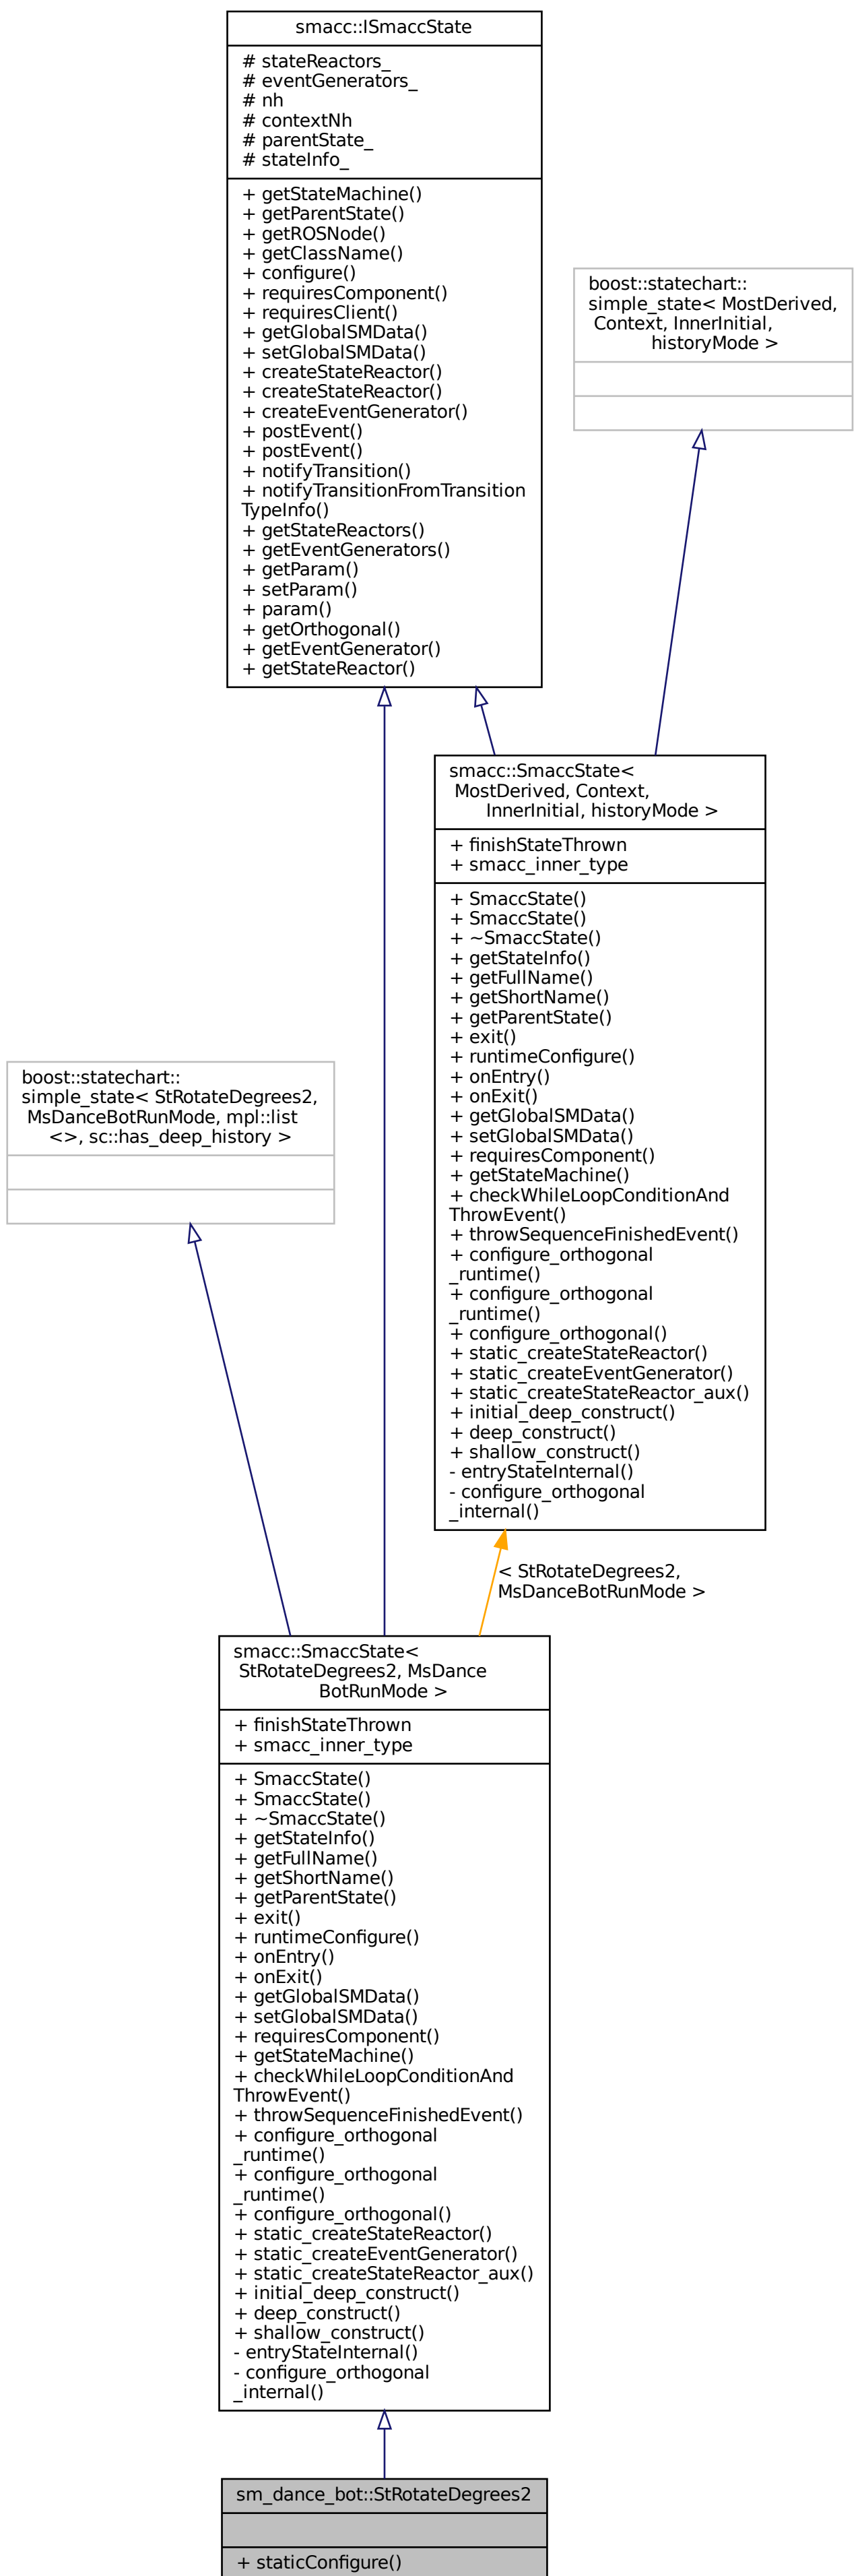 smacc::ISmaccState
# stateReactors_
# eventGenerators_
# nh
# contextNh
# parentState_
# stateInfo_
+ getStateMachine()
+ getParentState()
+ getROSNode()
+ getClassName()
+ configure()
+ requiresComponent()
+ requiresClient()
+ getGlobalSMData()
+ setGlobalSMData()
+ createStateReactor()
+ createStateReactor()
+ createEventGenerator()
+ postEvent()
+ postEvent()
+ notifyTransition()
+ notifyTransitionFromTransition
TypeInfo()
+ getStateReactors()
+ getEventGenerators()
+ getParam()
+ setParam()
+ param()
+ getOrthogonal()
+ getEventGenerator()
+ getStateReactor()
boost::statechart::
simple_state< MostDerived,
Context, InnerInitial,
historyMode >
smacc::SmaccState<
MostDerived, Context,
InnerInitial, historyMode >
+ finishStateThrown
+ smacc_inner_type
+ SmaccState()
+ SmaccState()
+ ~SmaccState()
+ getStateInfo()
+ getFullName()
+ getShortName()
+ getParentState()
+ exit()
+ runtimeConfigure()
+ onEntry()
+ onExit()
+ getGlobalSMData()
+ setGlobalSMData()
+ requiresComponent()
+ getStateMachine()
+ checkWhileLoopConditionAnd
ThrowEvent()
+ throwSequenceFinishedEvent()
+ configure_orthogonal
_runtime()
+ configure_orthogonal
_runtime()
+ configure_orthogonal()
+ static_createStateReactor()
+ static_createEventGenerator()
+ static_createStateReactor_aux()
+ initial_deep_construct()
+ deep_construct()
+ shallow_construct()
- entryStateInternal()
- configure_orthogonal
_internal()
boost::statechart::
simple_state< StRotateDegrees2,
MsDanceBotRunMode, mpl::list
<>, sc::has_deep_history >
< StRotateDegrees2,
MsDanceBotRunMode >
smacc::SmaccState<
StRotateDegrees2, MsDance
BotRunMode >
+ finishStateThrown
+ smacc_inner_type
+ SmaccState()
+ SmaccState()
+ ~SmaccState()
+ getStateInfo()
+ getFullName()
+ getShortName()
+ getParentState()
+ exit()
+ runtimeConfigure()
+ onEntry()
+ onExit()
+ getGlobalSMData()
+ setGlobalSMData()
+ requiresComponent()
+ getStateMachine()
+ checkWhileLoopConditionAnd
ThrowEvent()
+ throwSequenceFinishedEvent()
+ configure_orthogonal
_runtime()
+ configure_orthogonal
_runtime()
+ configure_orthogonal()
+ static_createStateReactor()
+ static_createEventGenerator()
+ static_createStateReactor_aux()
+ initial_deep_construct()
+ deep_construct()
+ shallow_construct()
- entryStateInternal()
- configure_orthogonal
_internal()
sm_dance_bot::StRotateDegrees2
+ staticConfigure()